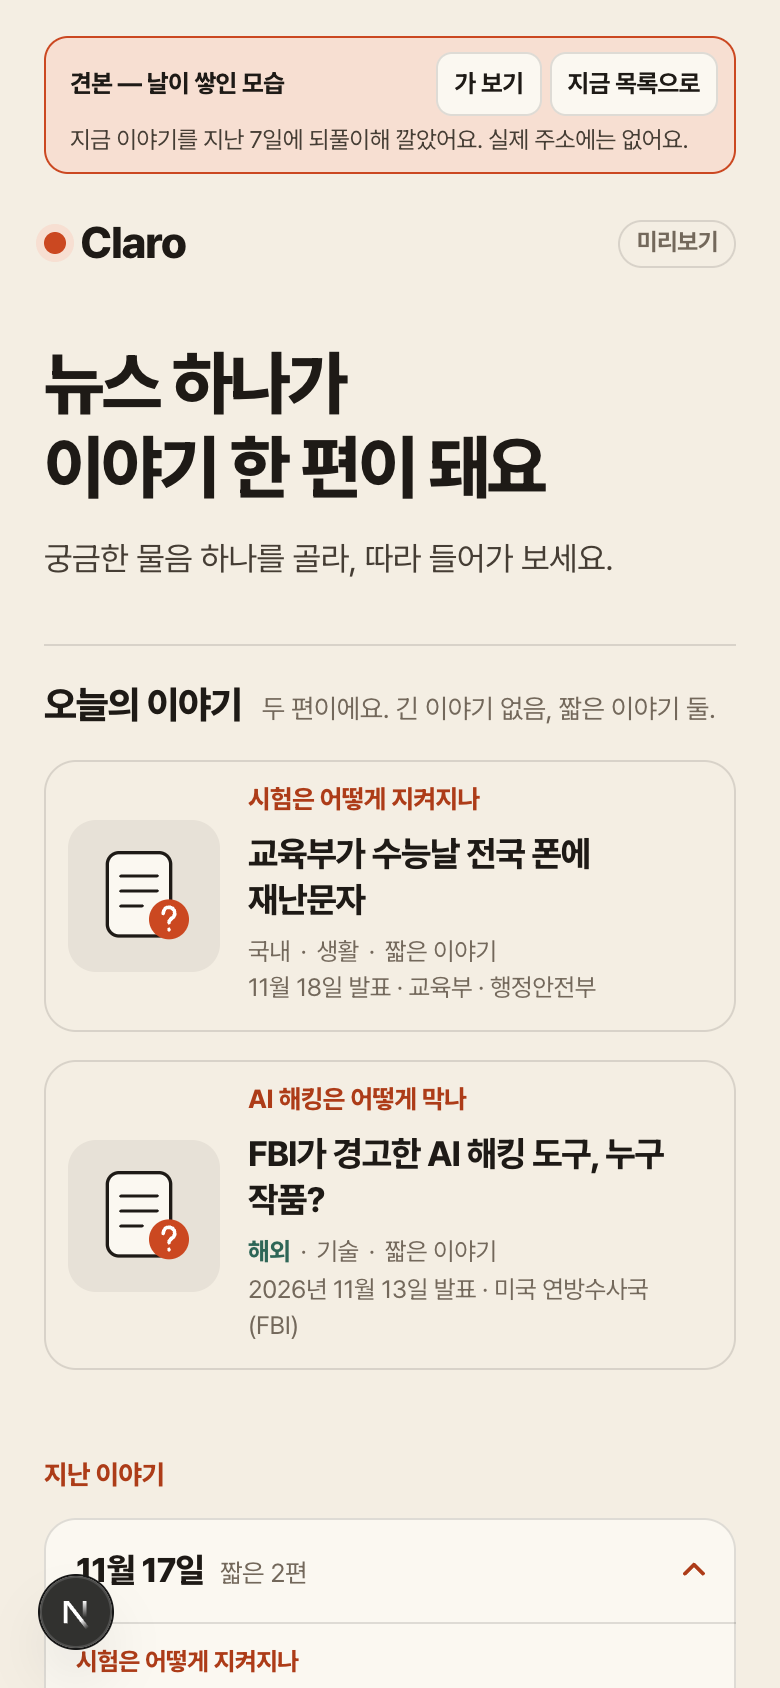 견본 — 날이 쌓인 모습
가 보기
지금 목록으로
지금 이야기를 지난 7일에 되풀이해 깔았어요. 실제 주소에는 없어요.
Claro
미리보기
뉴스 하나가
이야기 한 편이 돼요
궁금한 물음 하나를 골라, 따라 들어가 보세요.
오늘의 이야기 두 편이에요. 긴 이야기 없음, 짧은 이야기 둘.
시험은 어떻게 지켜지나
교육부가 수능날 전국 폰에
재난문자
국내 · 생활 · 짧은 이야기
11월 18일 발표 · 교육부 · 행정안전부
?
AI 해킹은 어떻게 막나
FBI가 경고한 AI 해킹 도구, 누구
작품?
해외 · 기술 · 짧은 이야기
2026년 11월 13일 발표 · 미국 연방수사국
(FBI)
?
지난 이야기
11월 17일 짧은 2편
N
시험은 어떻게 지켜지나